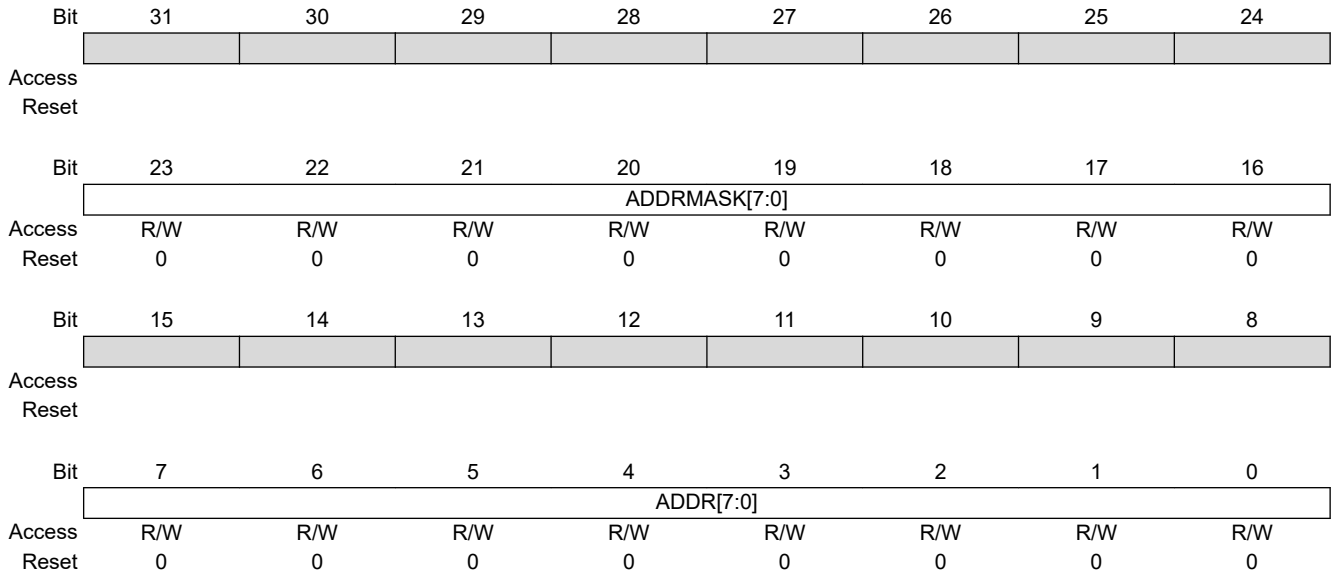 Bit 31 30 29 28 27 26 25 24
Access
Reset
Bit 23 22 21 20 19 18 17 16
ADDRMASK[7:0]
Access R/W R/W R/W R/W R/W R/W R/W R/W
Reset 0 0 0 0 0 0 0 0
Bit 15 14 13 12 11 10 9 8
Access
Reset
Bit 7 6 5 4 3 2 1 0
ADDR[7:0]
Access R/W R/W R/W R/W R/W R/W R/W R/W
Reset 0 0 0 0 0 0 0 0